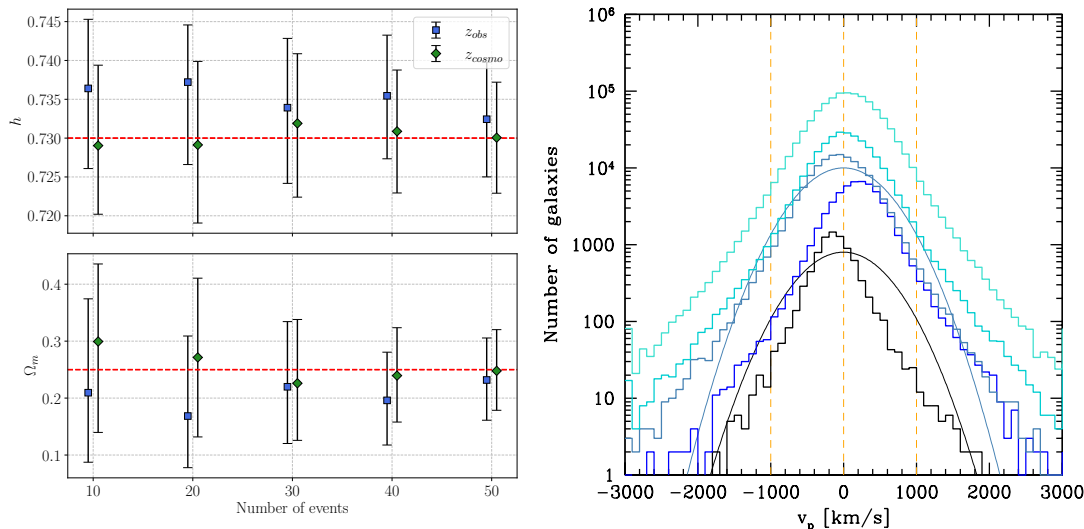 0.745
0.740
0.735
0.730
0.725
0.720
h
z_obs
z_cosmo
0.4
0.3
0.2
0.1
Ω_m
10 20 30 40 50
Number of events
10^6
10^5
10^4
1000
100
10
1
Number of galaxies
−3000 −2000 −1000 0 1000 2000 3000
v_p [km/s]